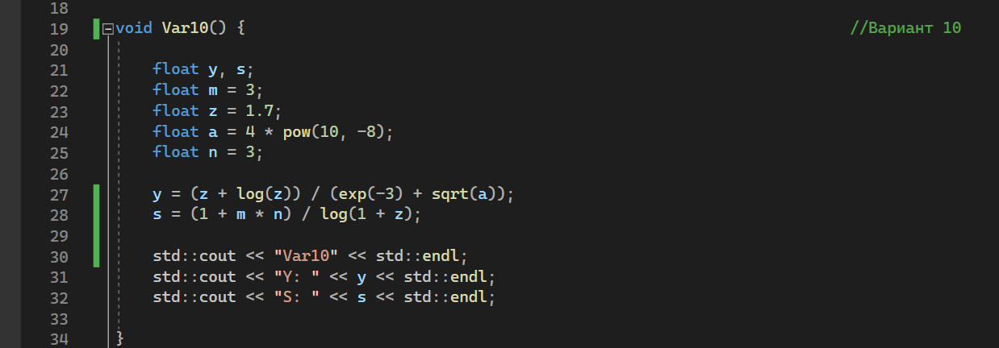 18
19 void Var10() { //Вариант 10
20
21 float y, s;
22 float m = 3;
23 float z = 1.7;
24 float a = 4 * pow(10, -8);
25 float n = 3;
26
27 y = (z + log(z)) / (exp(-3) + sqrt(a));
28 s = (1 + m * n) / log(1 + z);
29
30 std::cout << "Var10" << std::endl;
31 std::cout << "Y: " << y << std::endl;
32 std::cout << "S: " << s << std::endl;
33
34 }